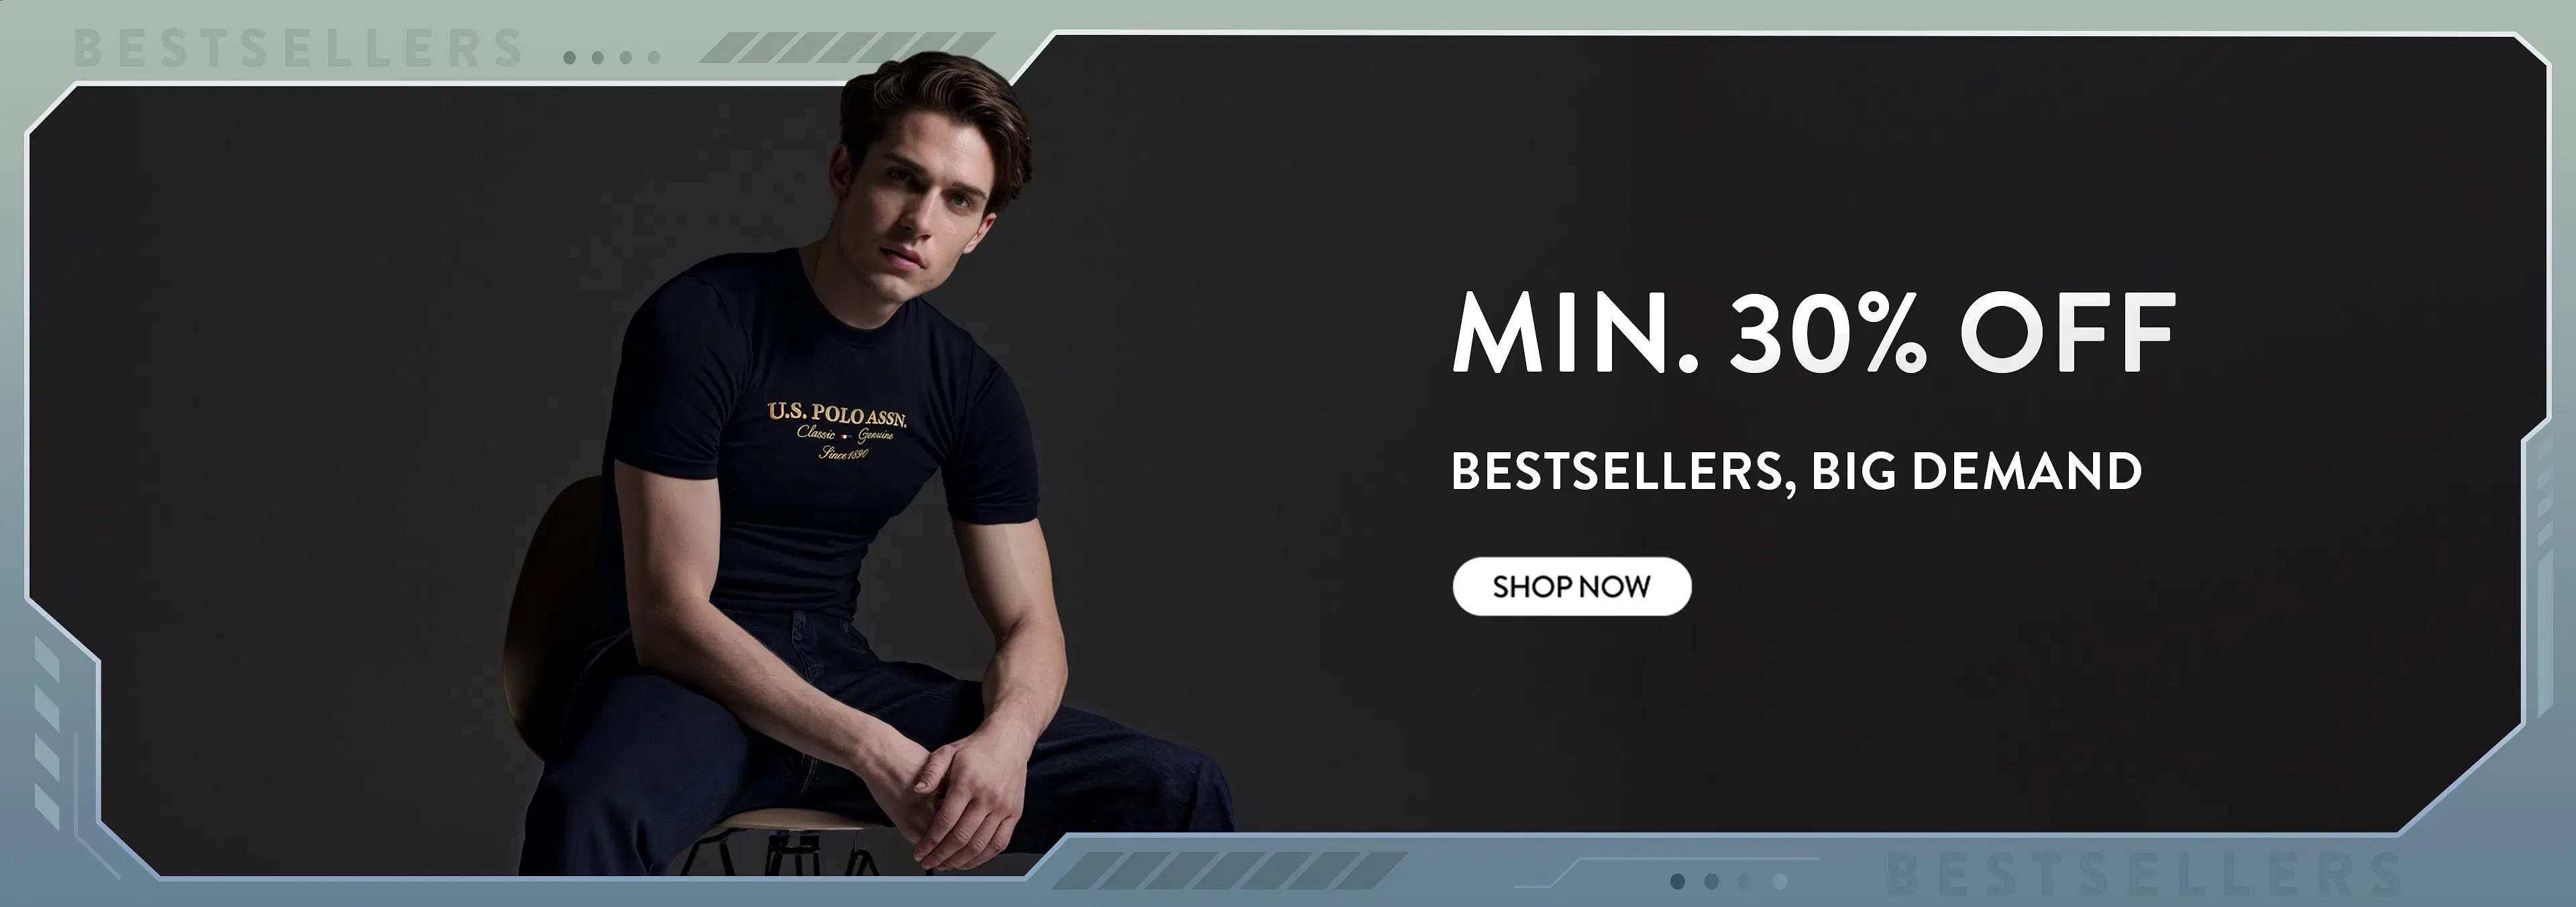 BESTSELLERS
MIN. 30% OFF
U.S. POLO ASSN.
Classic Genuine
Since 1890
BESTSELLERS, BIG DEMAND
SHOP NOW
BESTSELLERS